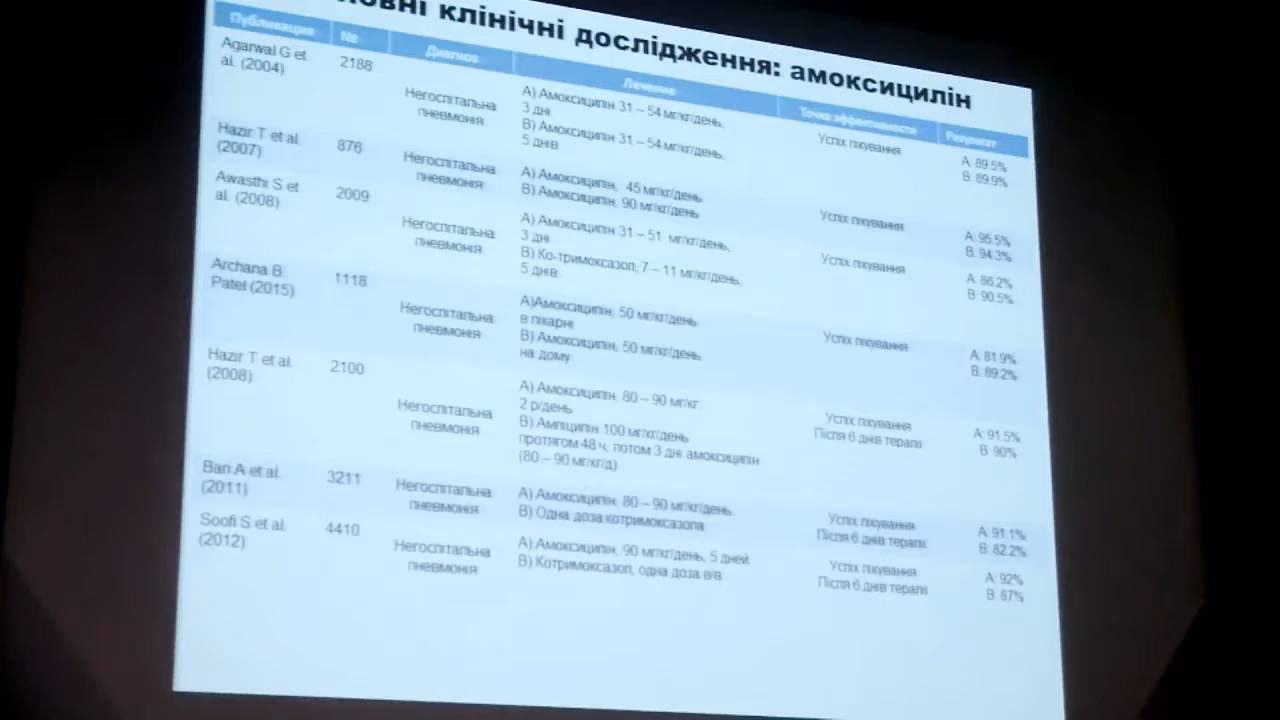 новні клінічні дослідження: амоксицилін
Публикация № Диагноз Лечение Точка эффективности Результат
Agarwal G et
al. (2004)
2188
Негоспітальна
пневмонія
А) Амоксицилін 31 – 54 мг/кг/день,
3 дні
В) Амоксицилін 31 – 54 мг/кг/день,
5 днів
Успіх лікування
А: 89.5%
В: 89.9%
Hazir T et al.
(2007)
876
Негоспітальна
пневмонія
А) Амоксицилін, 45 мг/кг/день
В) Амоксицилін, 90 мг/кг/день
Успіх лікування
А: 95.5%
В: 94.3%
Awasthi S et
al. (2008)
2009
Негоспітальна
пневмонія
А) Амоксицилін 31 – 51 мг/кг/день,
3 дні
В) Ко-тримоксазол, 7 – 11 мг/кг/день,
5 днів
Успіх лікування
А: 86.2%
В: 90.5%
Archana B.
Patel (2015)
1118
Негоспітальна
пневмонія
А)Амоксицилін, 50 мг/кг/день
в лікарні
В) Амоксицилін, 50 мг/кг/день,
на дому
Успіх лікування
А: 81.9%
В: 89.2%
Hazir T et al.
(2008)
2100
Негоспітальна
пневмонія
А) Амоксицилін, 80 – 90 мг/кг,
2 р/день
В) Ампіцилін 100 мг/кг/день
протягом 48 ч, потом 3 дні амоксицилін
(80 – 90 мг/кг/д)
Успіх лікування
Після 6 днів терапії
А: 91.5%
В: 90%
Bari A et al.
(2011)
3211
Негоспітальна
пневмонія
А) Амоксицилін, 80 – 90 мг/кг/день
В) Одна доза котримоксазола
Успіх лікування
Після 6 днів терапії
А:91.1%
В: 82.2%
Soofi S et al.
(2012)
4410
Негоспітальна
пневмонія
А) Амоксицилін, 90 мг/кг/день, 5 дней
В) Котримоксазол, одна доза в/в
Успіх лікування
Після 6 днів терапії
А: 92%
В: 87%